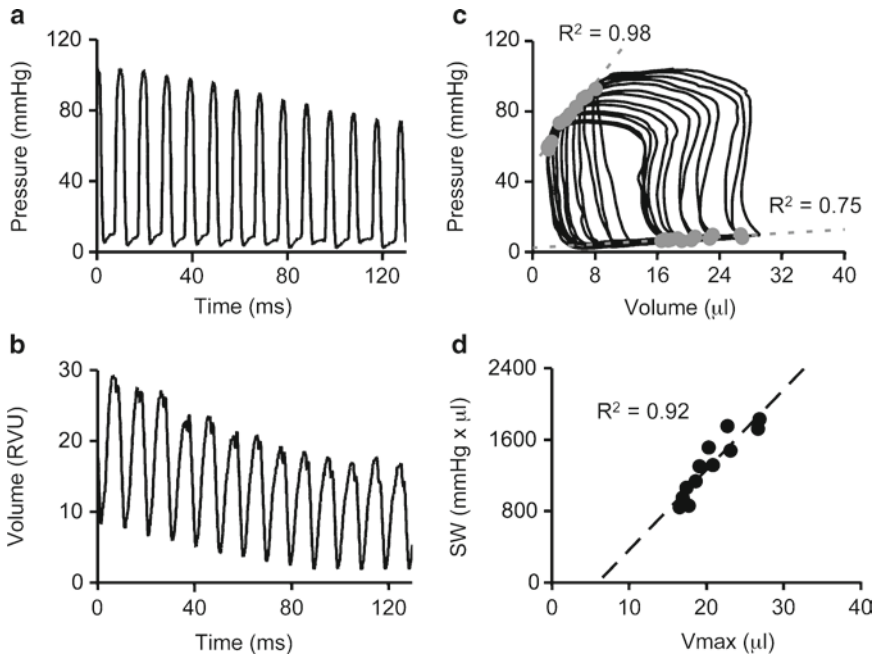 a
120
80
40
0
Pressure (mmHg)
0 40 80 120
Time (ms)
b
30
20
10
0
Volume (RVU)
0 40 80 120
Time (ms)
c
R² = 0.98
120
80
40
0
Pressure (mmHg)
R² = 0.75
0 8 16 24 32 40
Volume (μl)
d
2400
1600
800
0
SW (mmHg x μl)
R² = 0.92
0 10 20 30 40
Vmax (μl)